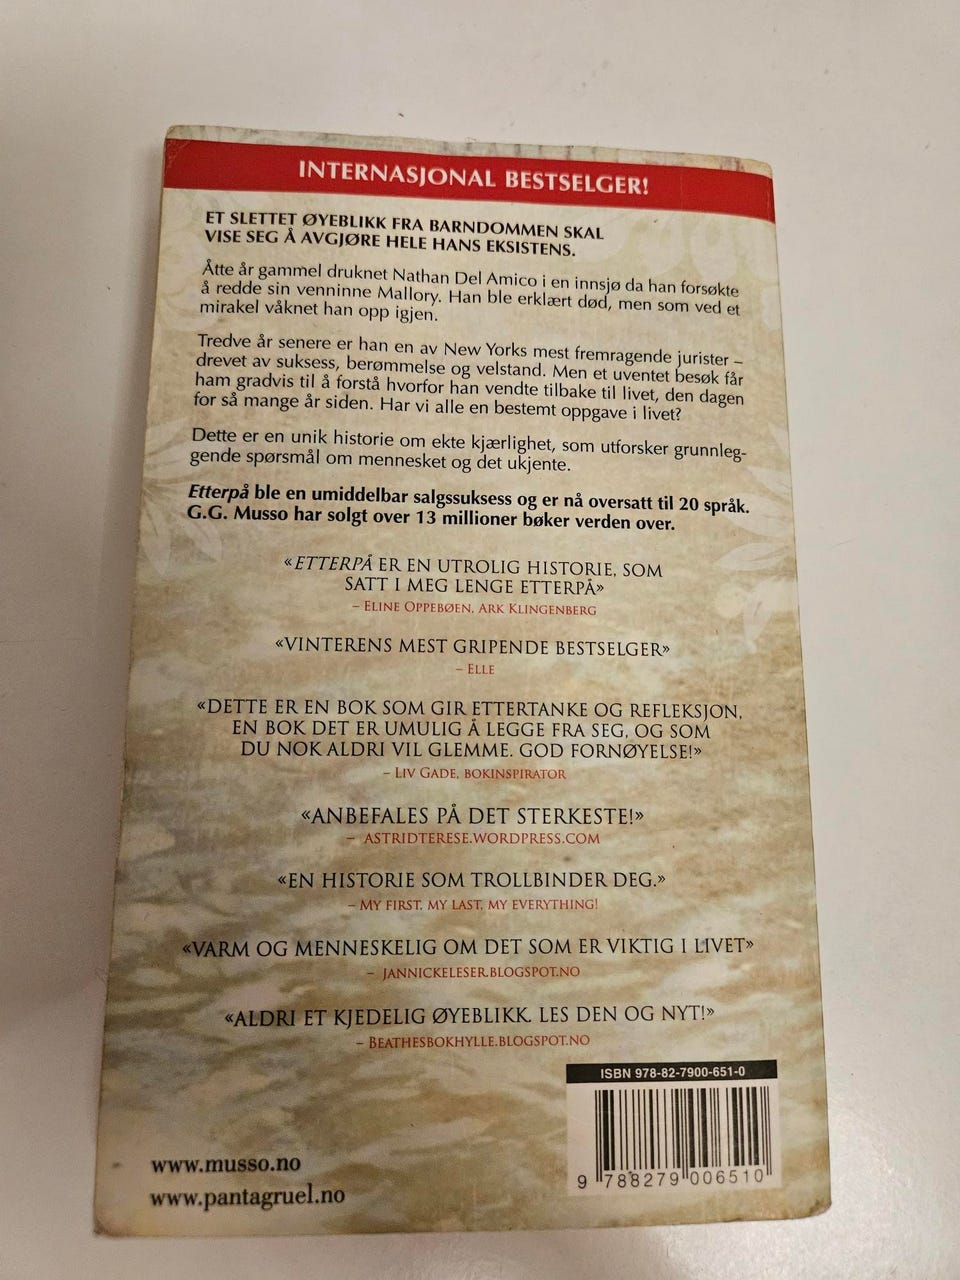 INTERNASJONAL BESTSELGER!
ET SLETTET ØYEBLIKK FRA BARNDOMMEN SKAL
VISE SEG Å AVGJØRE HELE HANS EKSISTENS.
Åtte år gammel druknet Nathan Del Amico i en innsjø da han forsøkte
å redde sin venninne Mallory. Han ble erklært død, men som ved et
mirakel våknet han opp igjen.
Tredve år senere er han en av New Yorks mest fremragende jurister –
drevet av suksess, berømmelse og velstand. Men et uventet besøk får
ham gradvis til å forstå hvorfor han vendte tilbake til livet, den dagen
for så mange år siden. Har vi alle en bestemt oppgave i livet?
Dette er en unik historie om ekte kjærlighet, som utforsker grunnleg-
gende spørsmål om mennesket og det ukjente.
Etterpå ble en umiddelbar salgssuksess og er nå oversatt til 20 språk.
G.G. Musso har solgt over 13 millioner bøker verden over.
«ETTERPÅ ER EN UTROLIG HISTORIE, SOM
SATT I MEG LENGE ETTERPÅ»
– ELINE OPPEBØEN, ARK KLINGENBERG
«VINTERENS MEST GRIPENDE BESTSELGER»
– ELLE
«DETTE ER EN BOK SOM GIR ETTERTANKE OG REFLEKSJON,
EN BOK DET ER UMULIG Å LEGGE FRA SEG, OG SOM
DU NOK ALDRI VIL GLEMME. GOD FORNØYELSE!»
– LIV GADE, BOKINSPIRATOR
«ANBEFALES PÅ DET STERKESTE!»
– ASTRIDTERESE.WORDPRESS.COM
«EN HISTORIE SOM TROLLBINDER DEG.»
– MY FIRST, MY LAST, MY EVERYTHING!
«VARM OG MENNESKELIG OM DET SOM ER VIKTIG I LIVET»
– JANNICKELESER.BLOGSPOT.NO
«ALDRI ET KJEDELIG ØYEBLIKK. LES DEN OG NYT!»
– BEATHESBOKHYLLE.BLOGSPOT.NO
ISBN 978-82-7900-651-0
9 788279 006510
www.musso.no
www.pantagruel.no